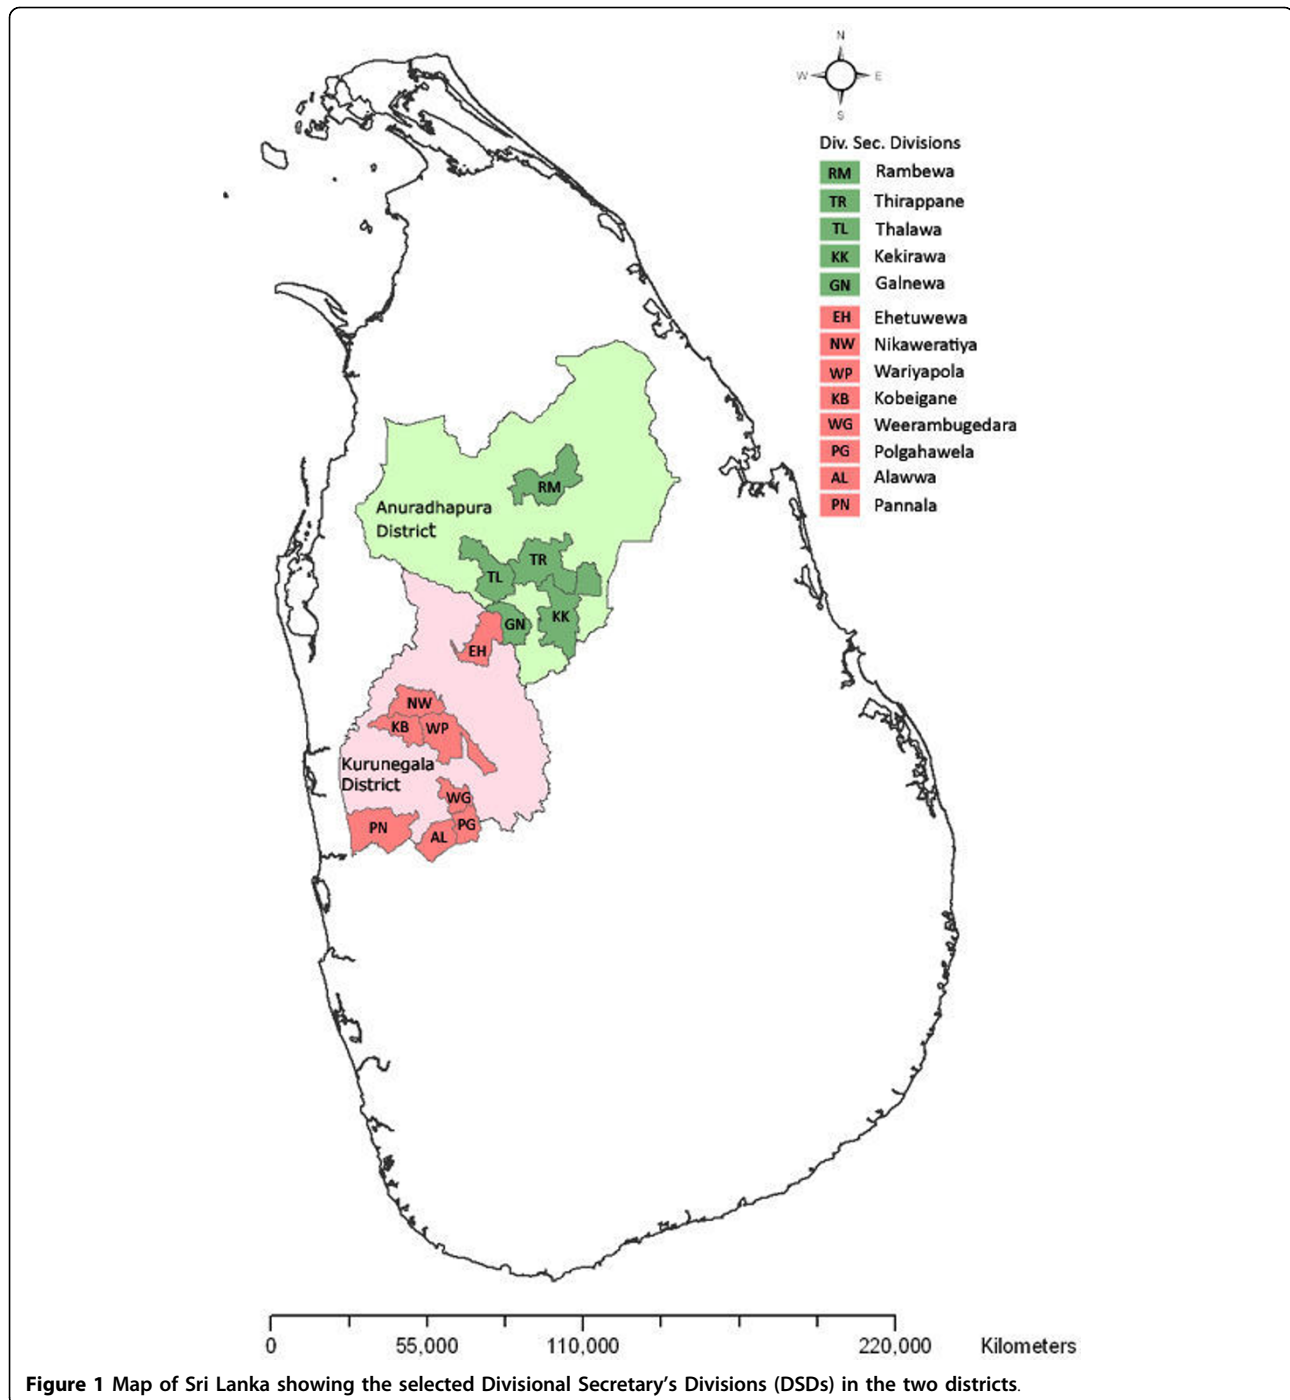 N
W E
S
Div. Sec. Divisions
RM Rambewa
TR Thirappane
TL Thalawa
KK Kekirawa
GN Galnewa
EH Ehetuwewa
NW Nikaweratiya
WP Wariyapola
KB Kobeigane
WG Weerambugedara
PG Polgahawela
AL Alawwa
PN Pannala
RM
Anuradhapura
District
TR
TL
KK
GN
EH
NW
KB WP
Kurunegala
District
WG
PN
PG
AL
0 55,000 110,000 220,000 Kilometers
Figure 1 Map of Sri Lanka showing the selected Divisional Secretary's Divisions (DSDs) in the two districts.